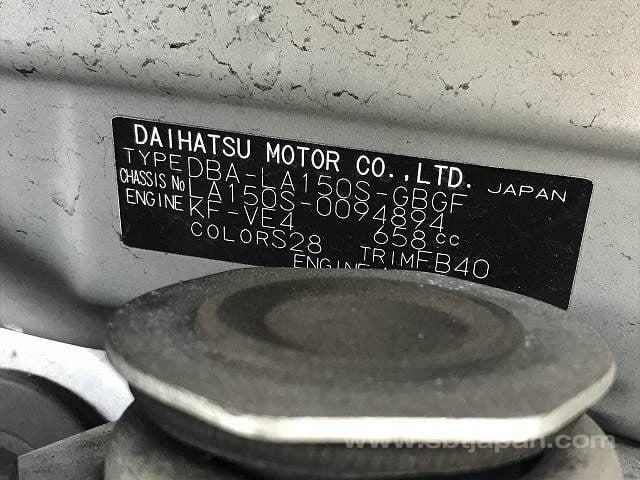 DAIHATSU MOTOR CO.,LTD. JAPAN
TYPE DBA-LA150S-GBGF
CHASSIS No LA150S-0094894
ENGINE KF-VE4 658cc
COLOR S28 TRIM FB40
ENGINE
www.sbtjapan.com